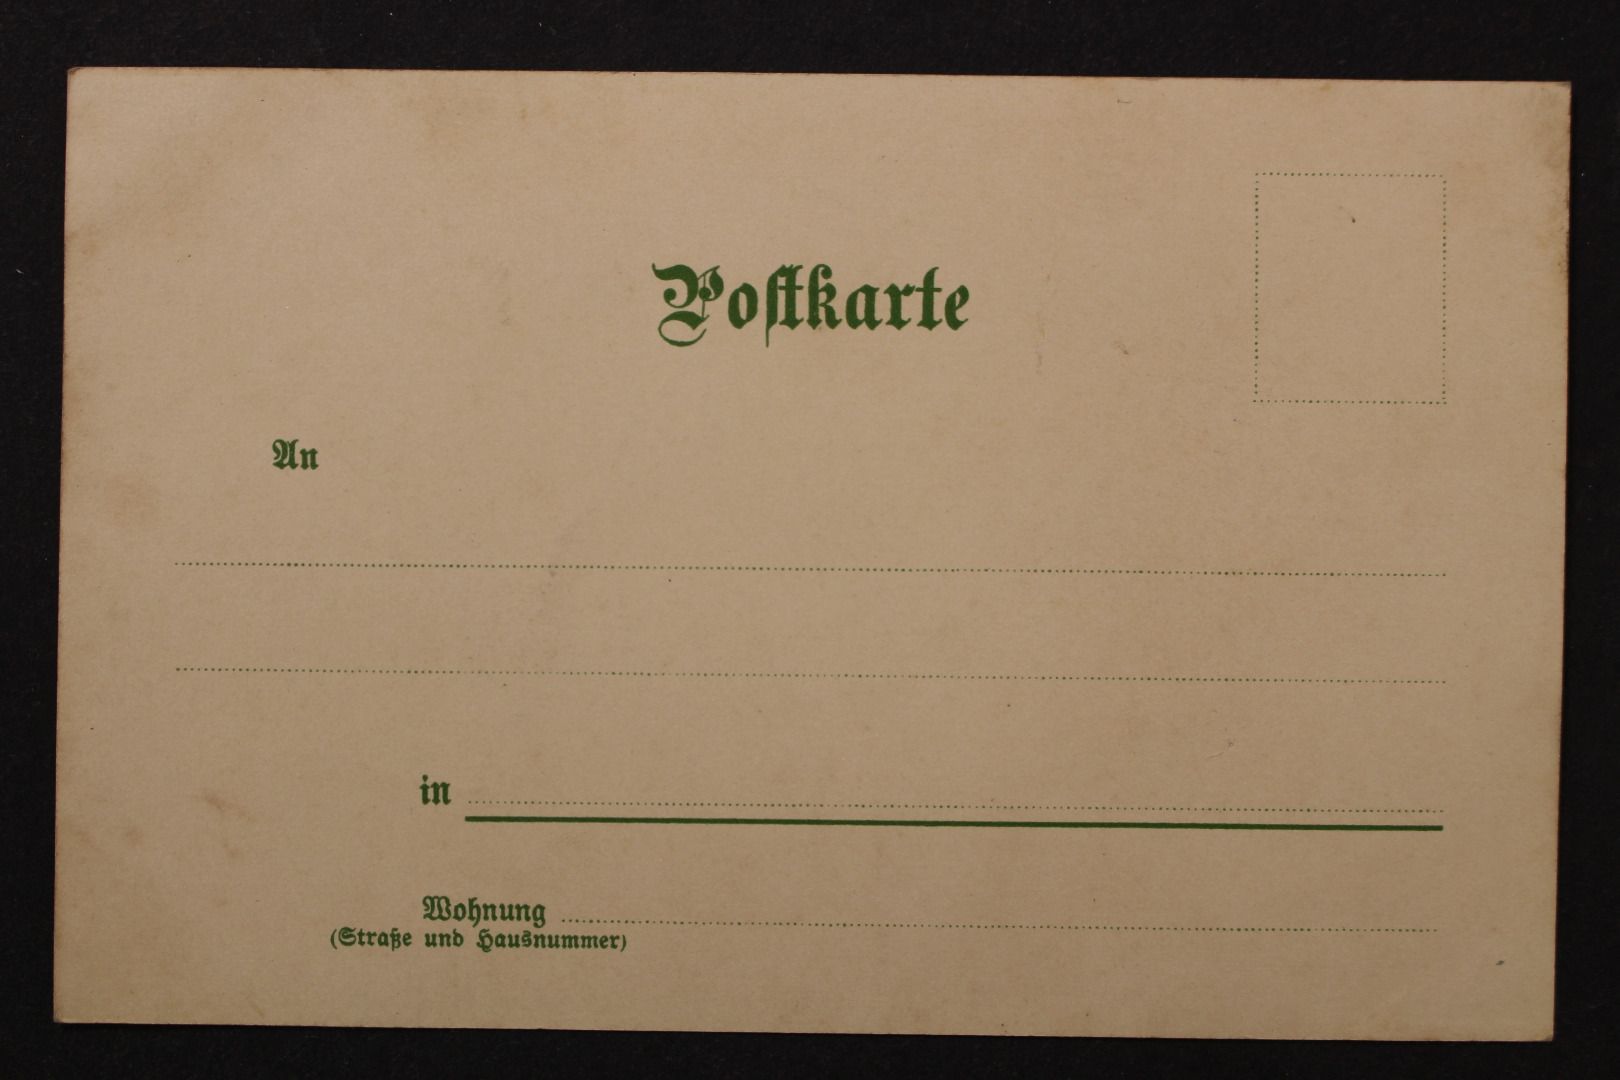 Postkarte
An
in
Wohnung
(Straße und Hausnummer)